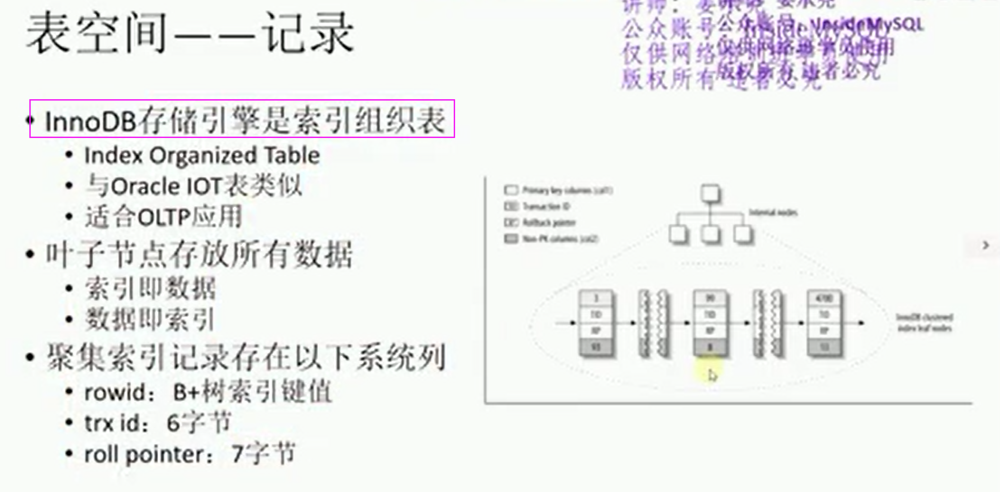 表空间——记录
公众账号
InsideMySQL
仅供网络
版权所有 违者必究
• InnoDB存储引擎是索引组织表
• Index Organized Table
• 与Oracle IOT表类似
• 适合OLTP应用
• 叶子节点存放所有数据
• 索引即数据
• 数据即索引
• 聚集索引记录存在以下系统列
• rowid：B+树索引键值
• trx id：6字节
• roll pointer：7字节
Primary key columns (col1)
Transaction ID
Rollback pointer
Non-PK columns (col2)
Internal nodes
3 99 4700
TID TID TID
RP RP RP
93 8 13
InnoDB clustered
index leaf nodes